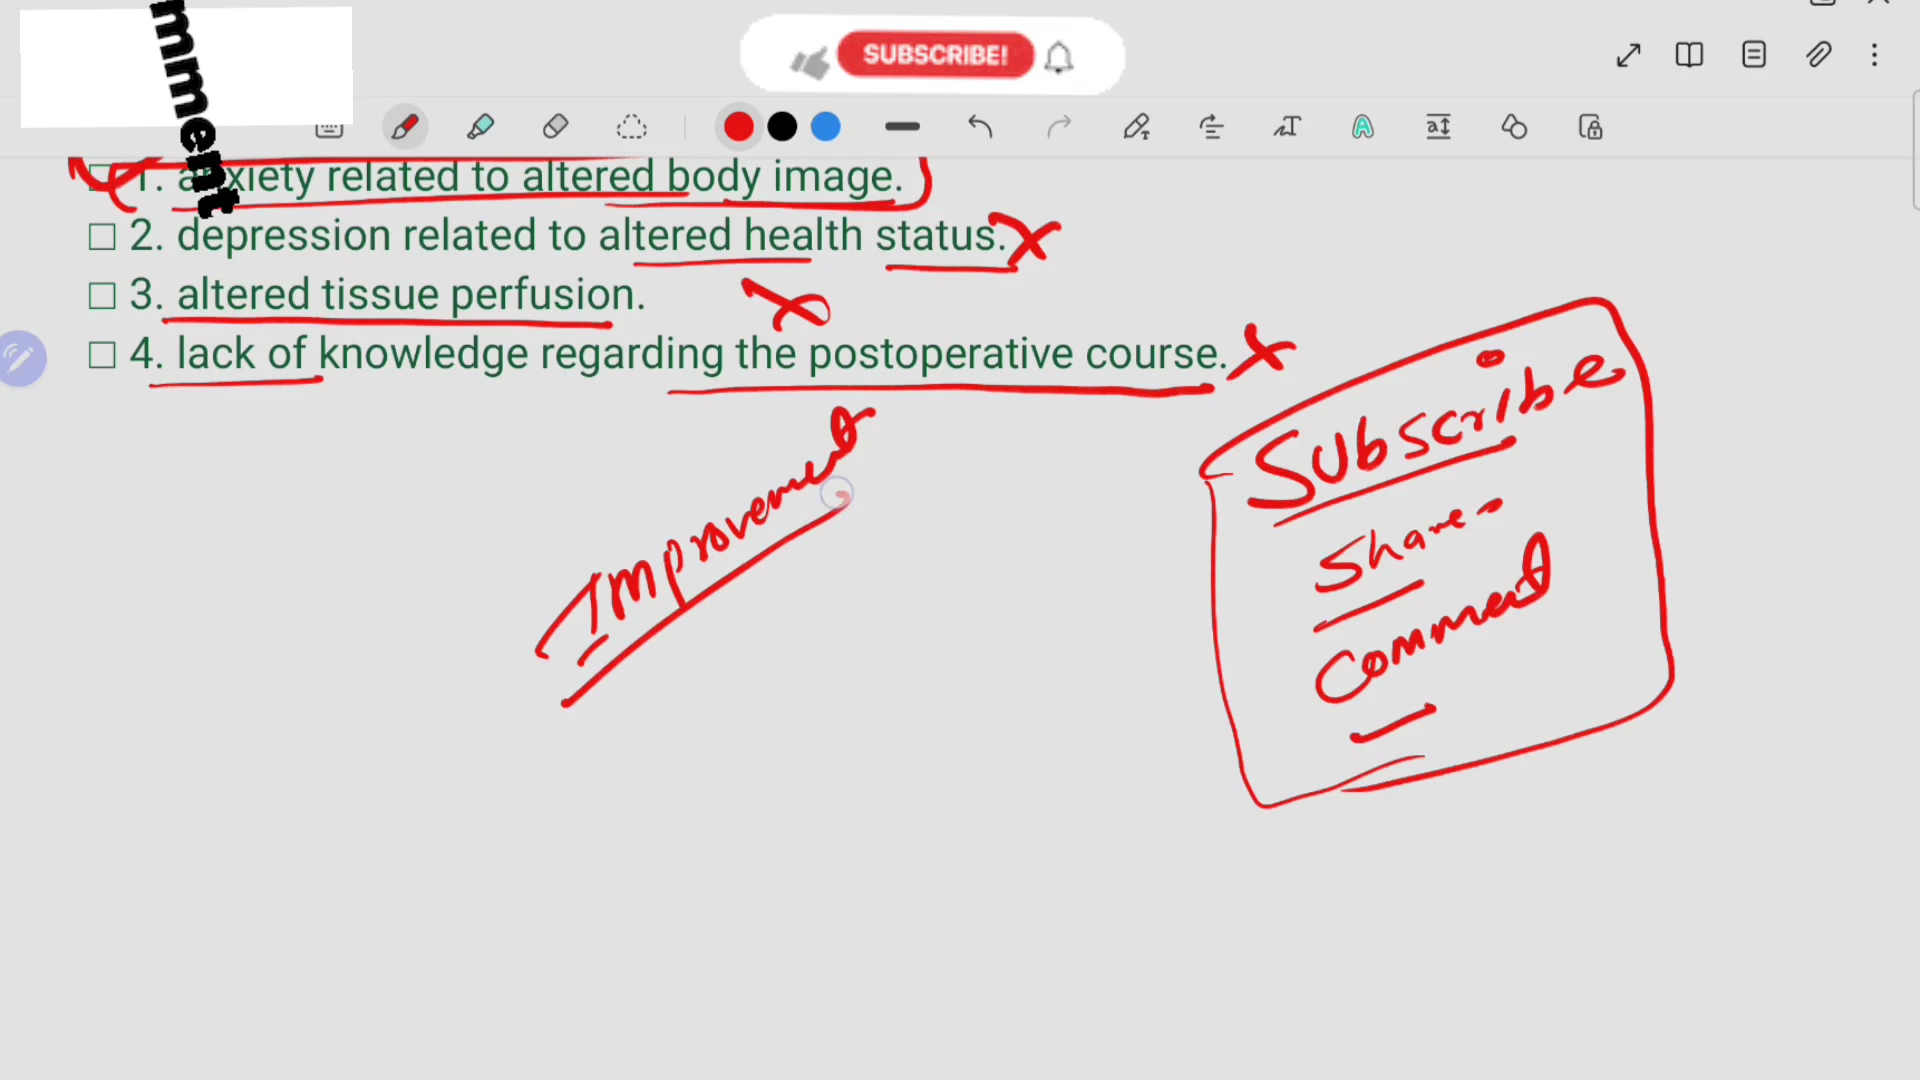 mment
SUBSCRIBE!
1. anxiety related to altered body image.
2. depression related to altered health status.
3. altered tissue perfusion.
4. lack of knowledge regarding the postoperative course.
Improvement
Subscribe
Share
Comment